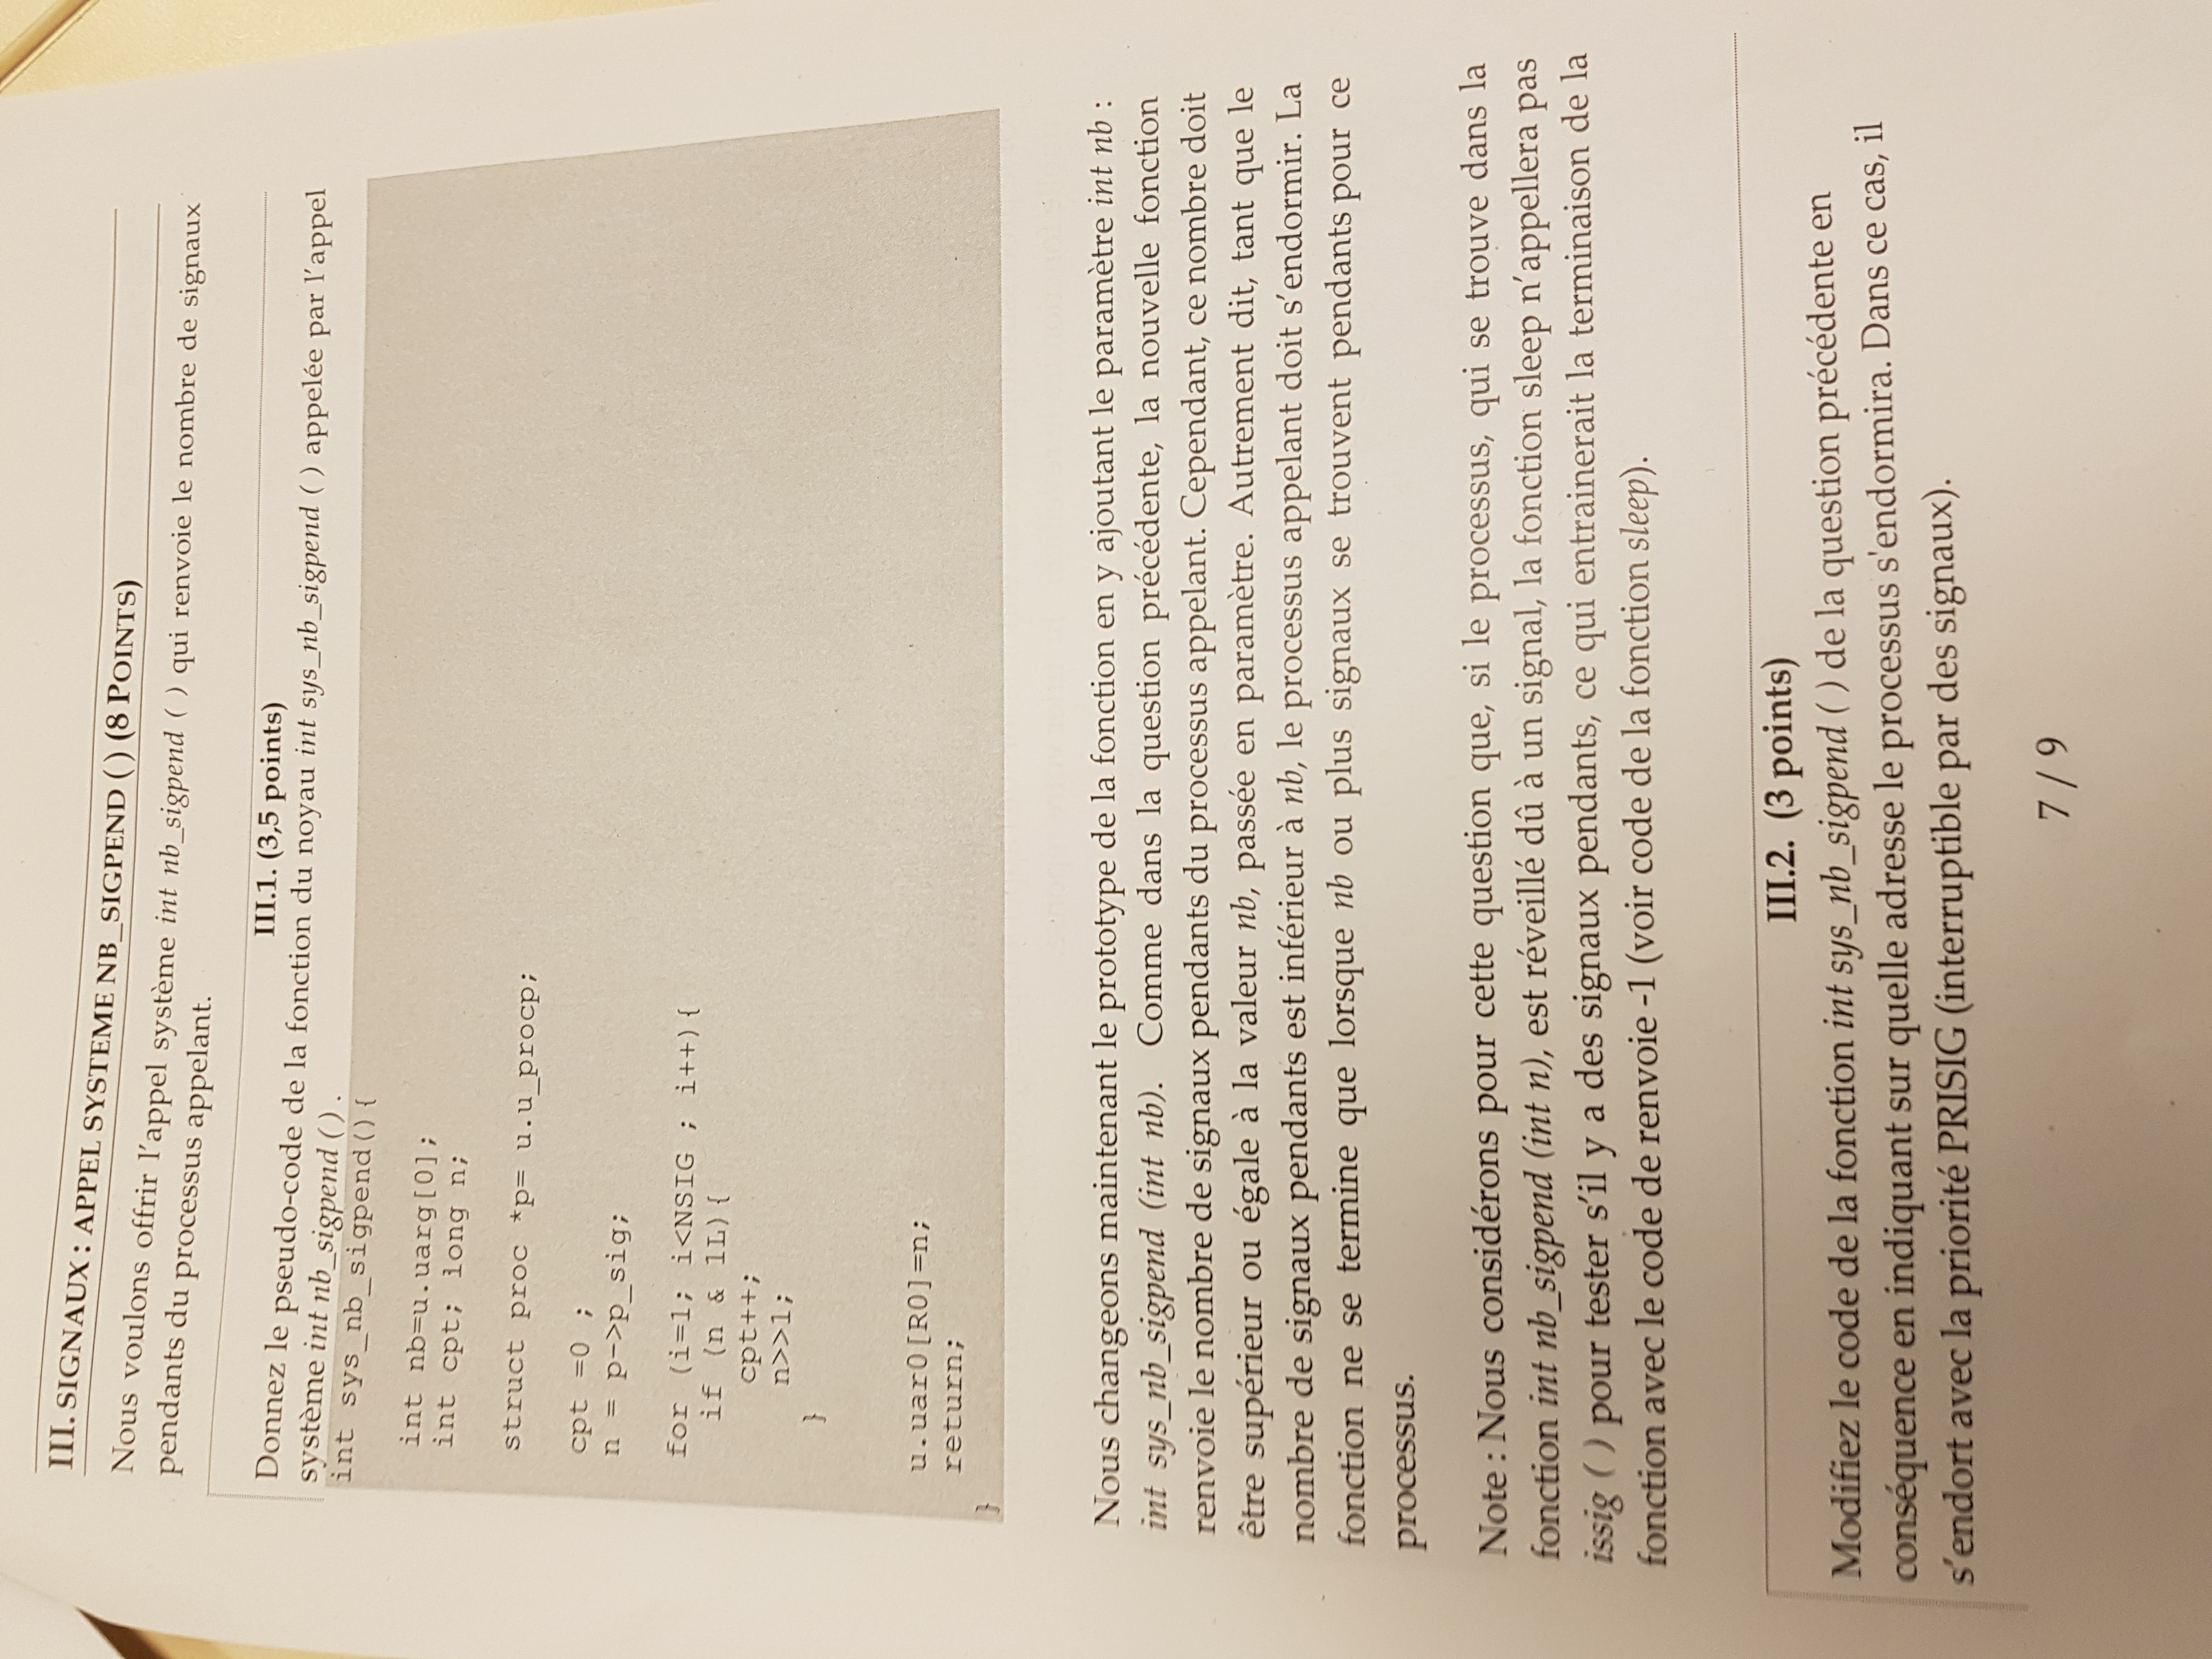 III. SIGNAUX : APPEL SYSTEME NB_SIGPEND ( ) (8 POINTS)
Nous voulons offrir l'appel système int nb_sigpend ( ) qui renvoie le nombre de signaux
pendants du processus appelant.
III.1. (3,5 points)
Donnez le pseudo-code de la fonction du noyau int sys_nb_sigpend ( ) appelée par l'appel
système int nb_sigpend ( ) .
int sys_nb_sigpend(){
int nb=u.uarg[0];
int cpt; long n;
struct proc *p= u.u_procp;
cpt =0 ;
n = p->p_sig;
for (i=1; i<NSIG ; i++){
if (n & 1L){
cpt++;
n>>1;
}
u.uar0[R0]=n;
return;
}
Nous changeons maintenant le prototype de la fonction en y ajoutant le paramètre int nb :
int sys_nb_sigpend (int nb). Comme dans la question précédente, la nouvelle fonction
renvoie le nombre de signaux pendants du processus appelant. Cependant, ce nombre doit
être supérieur ou égale à la valeur nb, passée en paramètre. Autrement dit, tant que le
nombre de signaux pendants est inférieur à nb, le processus appelant doit s'endormir. La
fonction ne se termine que lorsque nb ou plus signaux se trouvent pendants pour ce
processus.
Note : Nous considérons pour cette question que, si le processus, qui se trouve dans la
fonction int nb_sigpend (int n), est réveillé dû à un signal, la fonction sleep n'appellera pas
issig ( ) pour tester s'il y a des signaux pendants, ce qui entrainerait la terminaison de la
fonction avec le code de renvoie -1 (voir code de la fonction sleep).
III.2. (3 points)
Modifiez le code de la fonction int sys_nb_sigpend ( ) de la question précédente en
conséquence en indiquant sur quelle adresse le processus s'endormira. Dans ce cas, il
s'endort avec la priorité PRISIG (interruptible par des signaux).
7 / 9